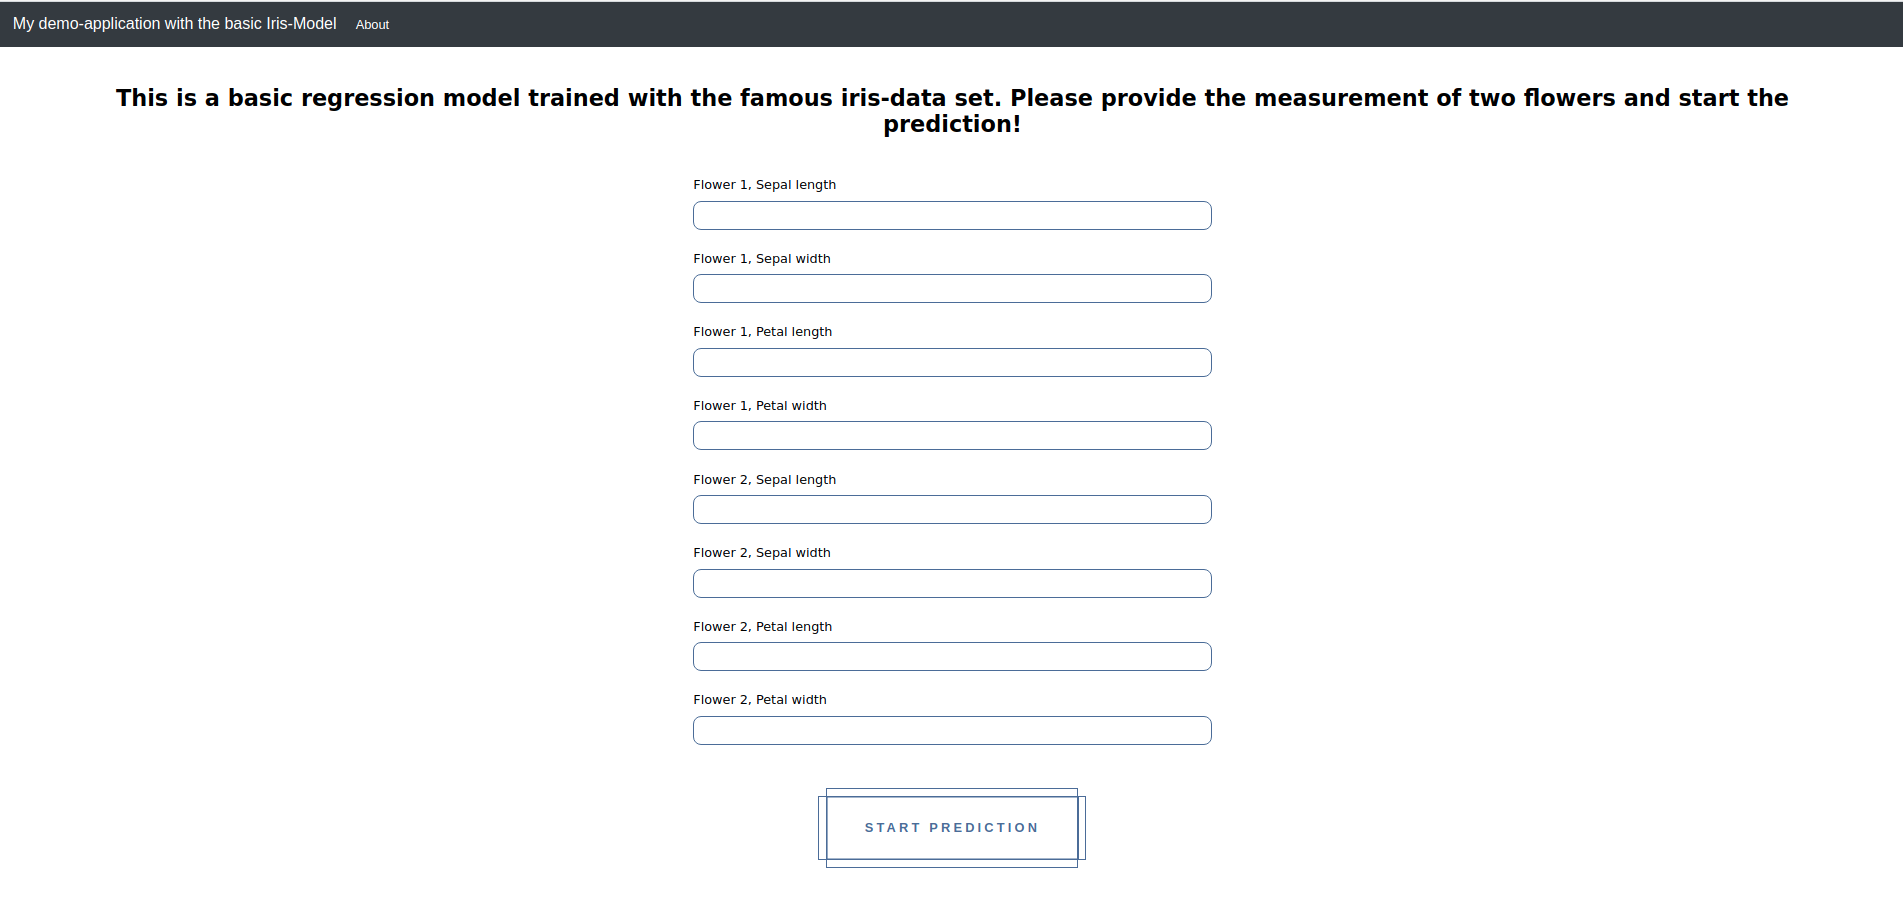 My demo-application with the basic Iris-Model About
This is a basic regression model trained with the famous iris-data set. Please provide the measurement of two flowers and start the
prediction!
Flower 1, Sepal length
Flower 1, Sepal width
Flower 1, Petal length
Flower 1, Petal width
Flower 2, Sepal length
Flower 2, Sepal width
Flower 2, Petal length
Flower 2, Petal width
START PREDICTION